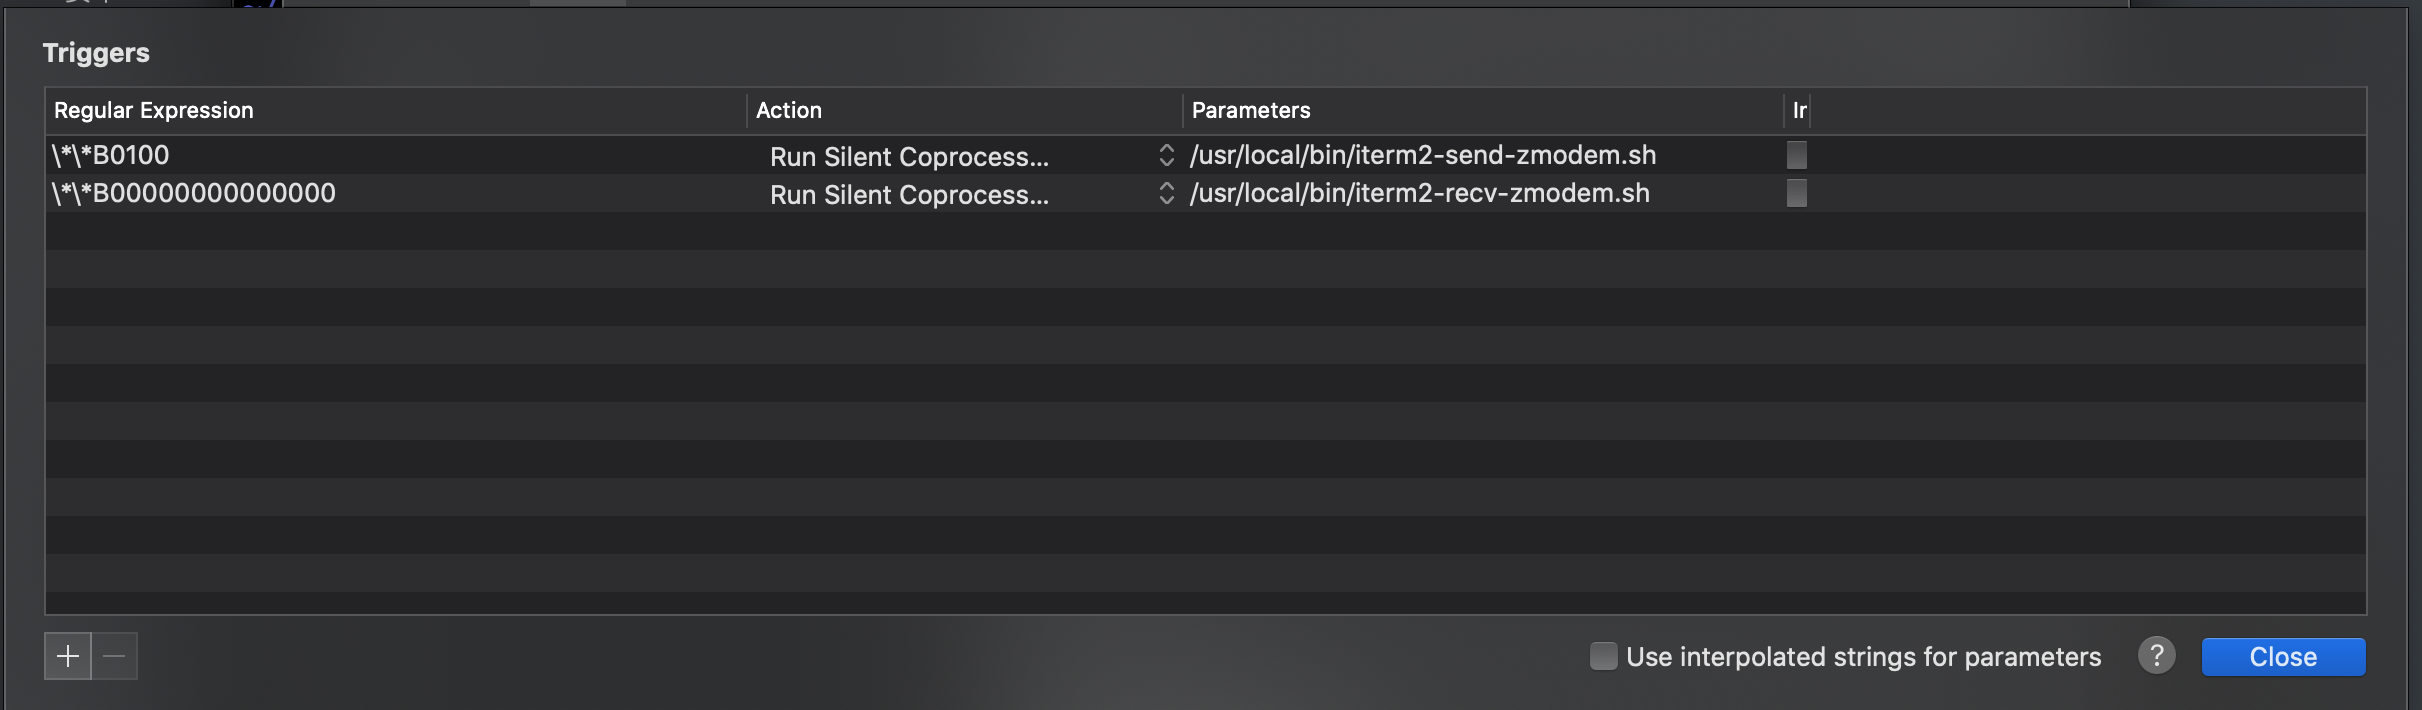 Triggers
Regular Expression Action Parameters Ir
\*\*B0100 Run Silent Coprocess... /usr/local/bin/iterm2-send-zmodem.sh
\*\*B00000000000000 Run Silent Coprocess... /usr/local/bin/iterm2-recv-zmodem.sh
+ − Use interpolated strings for parameters ? Close